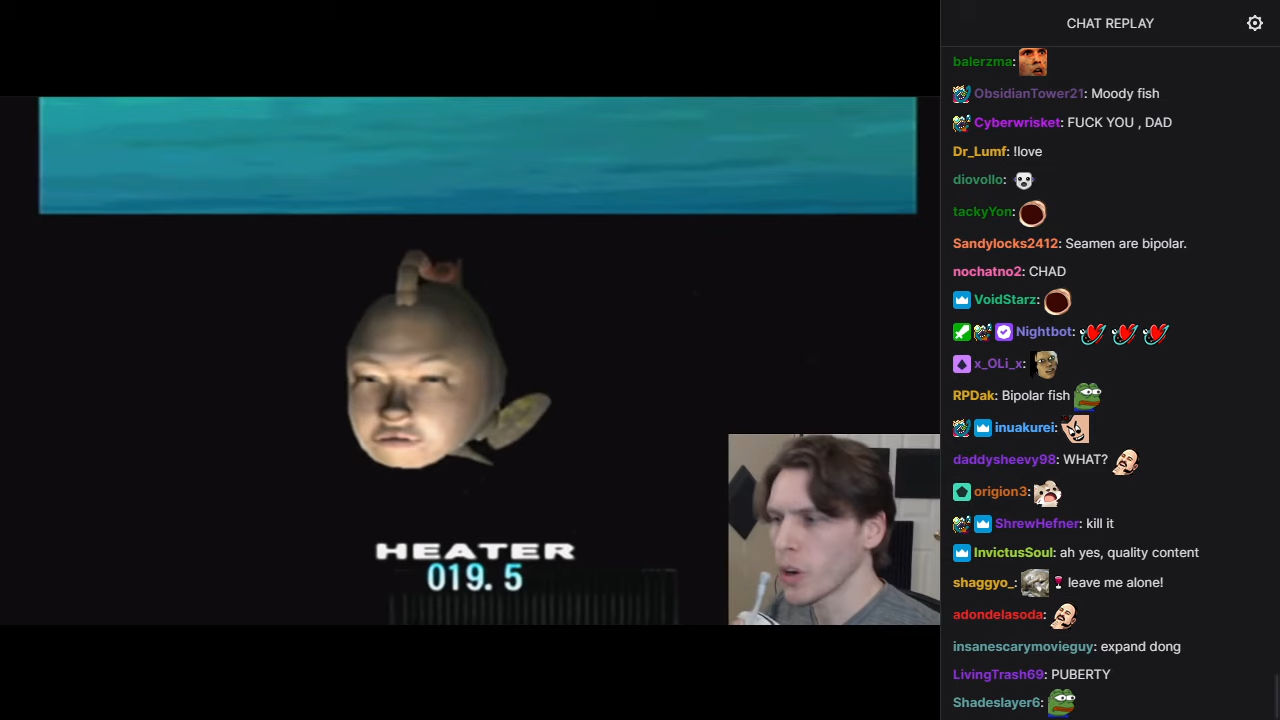 CHAT REPLAY
balerzma:
ObsidianTower21: Moody fish
Cyberwrisket: FUCK YOU , DAD
Dr_Lumf: !love
diovollo:
tackyYon:
Sandylocks2412: Seamen are bipolar.
nochatno2: CHAD
VoidStarz:
Nightbot:
x_OLi_x:
RPDak: Bipolar fish
inuakurei:
daddysheevy98: WHAT?
origion3:
ShrewHefner: kill it
InvictusSoul: ah yes, quality content
shaggyo_: leave me alone!
adondelasoda:
insanescarymovieguy: expand dong
LivingTrash69: PUBERTY
Shadeslayer6:
HEATER
019. 5